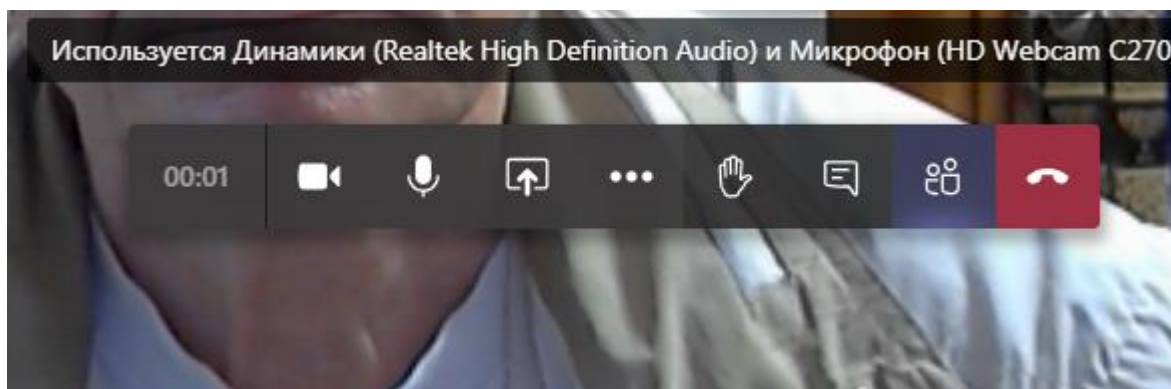 Используется Динамики (Realtek High Definition Audio) и Микрофон (HD Webcam C270
00:01